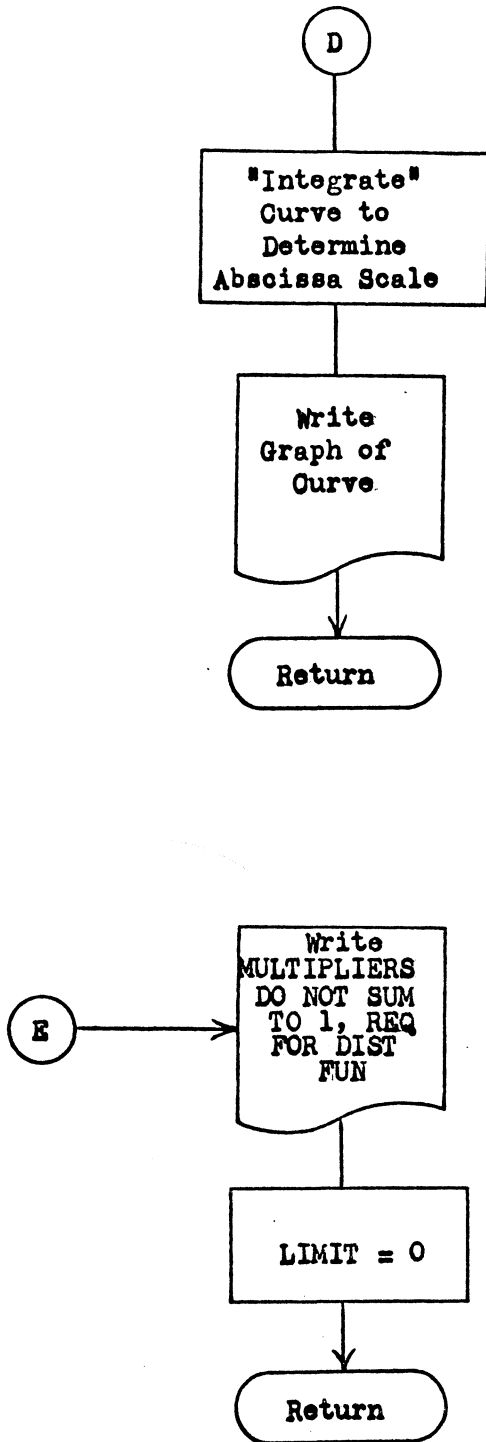 D
"Integrate"
Curve to
Determine
Abscissa Scale
Write
Graph of
Curve
Return
Write
MULTIPLIERS
DO NOT SUM
TO 1, REQ
FOR DIST
FUN
E
LIMIT = 0
Return